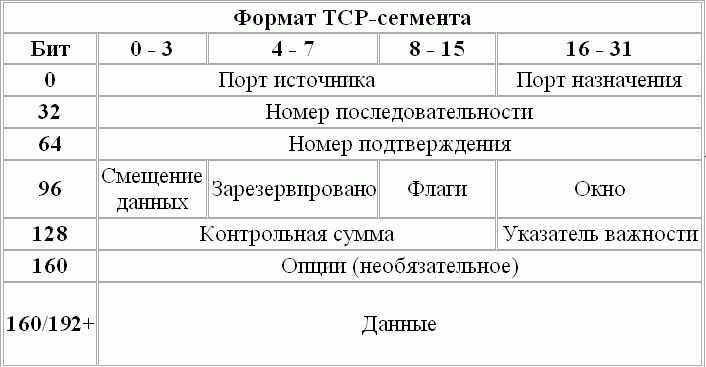 Формат TCP-сегмента
Бит 0 - 3 4 - 7 8 - 15 16 - 31
0 Порт источника Порт назначения
32 Номер последовательности
64 Номер подтверждения
96 Смещение данных Зарезервировано Флаги Окно
128 Контрольная сумма Указатель важности
160 Опции (необязательное)
160/192+ Данные